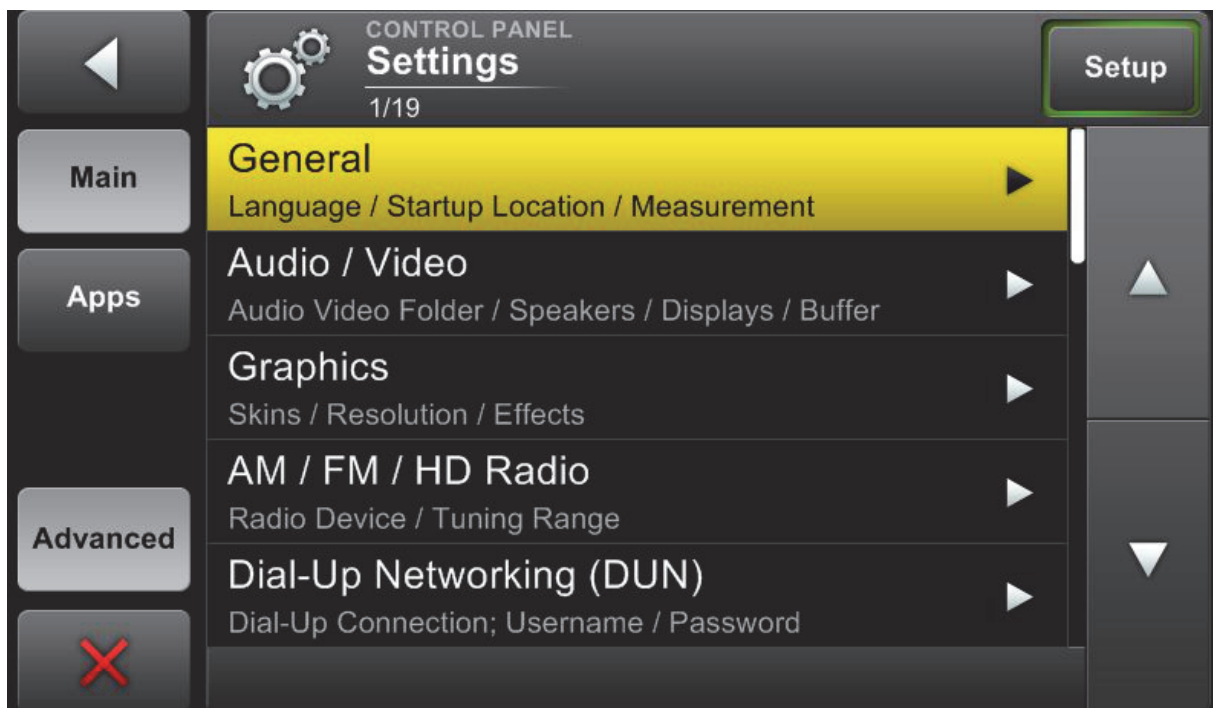 CONTROL PANEL
Settings
1/19
Setup
Main
Apps
Advanced
General
Language / Startup Location / Measurement
Audio / Video
Audio Video Folder / Speakers / Displays / Buffer
Graphics
Skins / Resolution / Effects
AM / FM / HD Radio
Radio Device / Tuning Range
Dial-Up Networking (DUN)
Dial-Up Connection; Username / Password